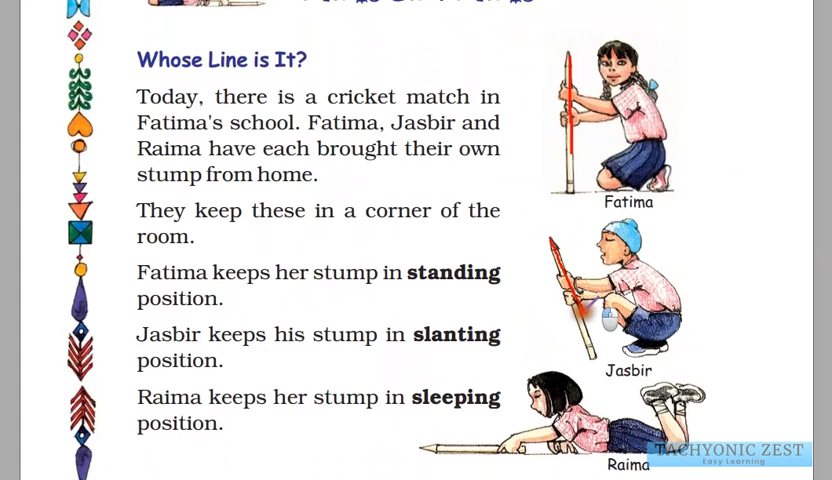 Whose Line is It?
Today, there is a cricket match in
Fatima's school. Fatima, Jasbir and
Raima have each brought their own
stump from home.
They keep these in a corner of the
room.
Fatima keeps her stump in standing
position.
Jasbir keeps his stump in slanting
position.
Raima keeps her stump in sleeping
position.
Fatima
Jasbir
Raima
TACHYONIC ZEST
Easy Learning